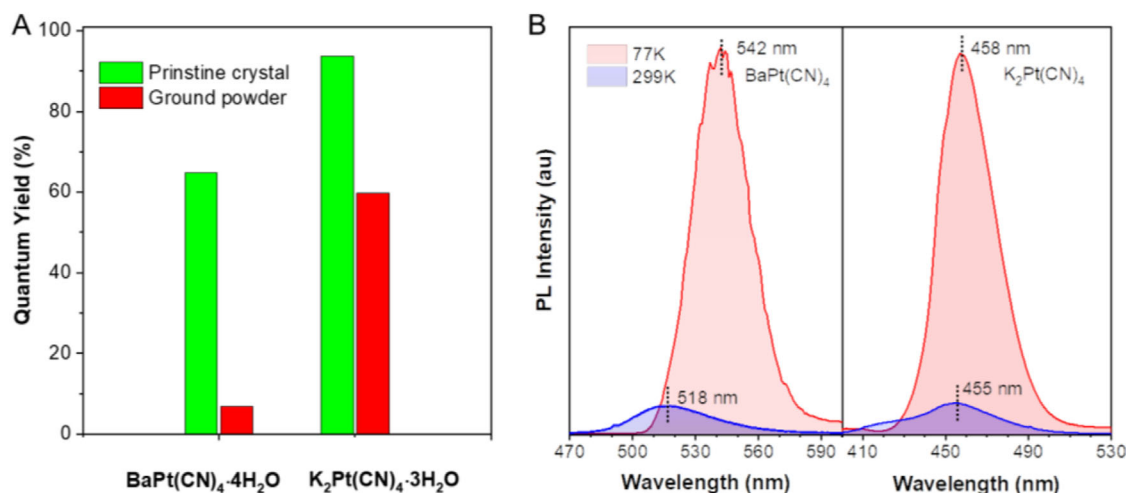 A
Quantum Yield (%)
100
80
60
40
20
0
Prinstine crystal
Ground powder
BaPt(CN)₄·4H₂O
K₂Pt(CN)₄·3H₂O
B
PL Intensity (au)
77K
299K
542 nm
BaPt(CN)₄
518 nm
470
500
530
560
590
Wavelength (nm)
458 nm
K₂Pt(CN)₄
455 nm
410
450
490
530
Wavelength (nm)